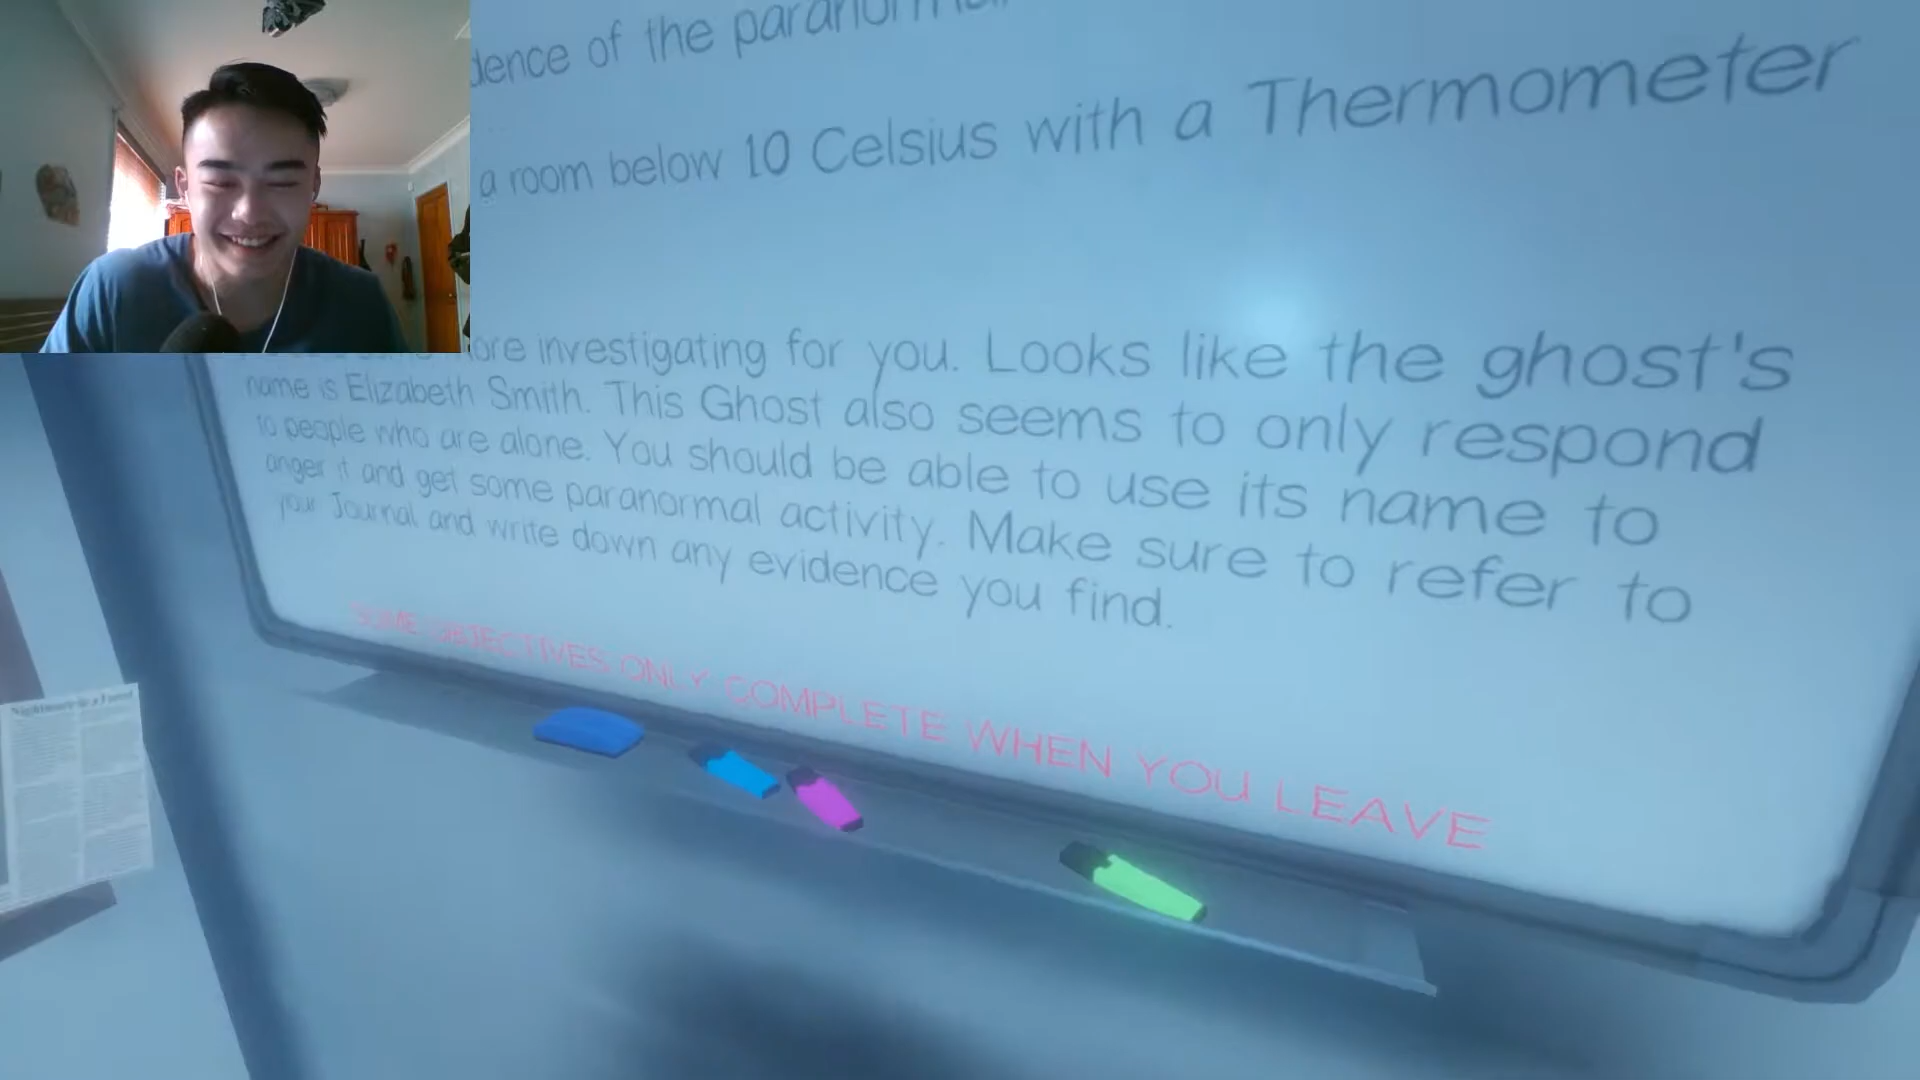 dence of the paranormal
a room below 10 Celsius with a Thermometer
ore investigating for you. Looks like the ghost's
name is Elizabeth Smith. This Ghost also seems to only respond
to people who are alone. You should be able to use its name to
anger it and get some paranormal activity. Make sure to refer to
your Journal and write down any evidence you find.
SOME OBJECTIVES ONLY COMPLETE WHEN YOU LEAVE